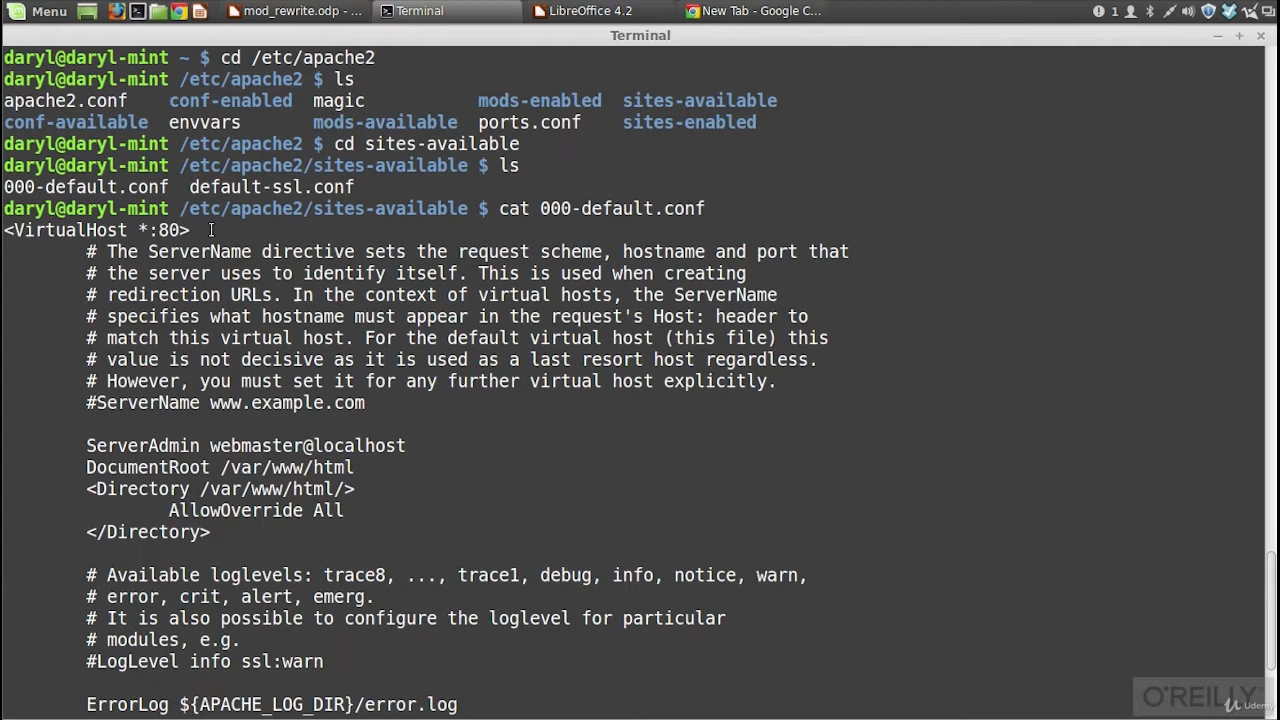 Menu mod_rewrite.odp - ... Terminal LibreOffice 4.2 New Tab - Google C... 1
Terminal
daryl@daryl-mint ~ $ cd /etc/apache2
daryl@daryl-mint /etc/apache2 $ ls
apache2.conf conf-enabled magic mods-enabled sites-available
conf-available envvars mods-available ports.conf sites-enabled
daryl@daryl-mint /etc/apache2 $ cd sites-available
daryl@daryl-mint /etc/apache2/sites-available $ ls
000-default.conf default-ssl.conf
daryl@daryl-mint /etc/apache2/sites-available $ cat 000-default.conf
<VirtualHost *:80>
# The ServerName directive sets the request scheme, hostname and port that
# the server uses to identify itself. This is used when creating
# redirection URLs. In the context of virtual hosts, the ServerName
# specifies what hostname must appear in the request's Host: header to
# match this virtual host. For the default virtual host (this file) this
# value is not decisive as it is used as a last resort host regardless.
# However, you must set it for any further virtual host explicitly.
#ServerName www.example.com
ServerAdmin webmaster@localhost
DocumentRoot /var/www/html
<Directory /var/www/html/>
AllowOverride All
</Directory>
# Available loglevels: trace8, ..., trace1, debug, info, notice, warn,
# error, crit, alert, emerg.
# It is also possible to configure the loglevel for particular
# modules, e.g.
#LogLevel info ssl:warn
ErrorLog ${APACHE_LOG_DIR}/error.log
O'REILLY
Udemy